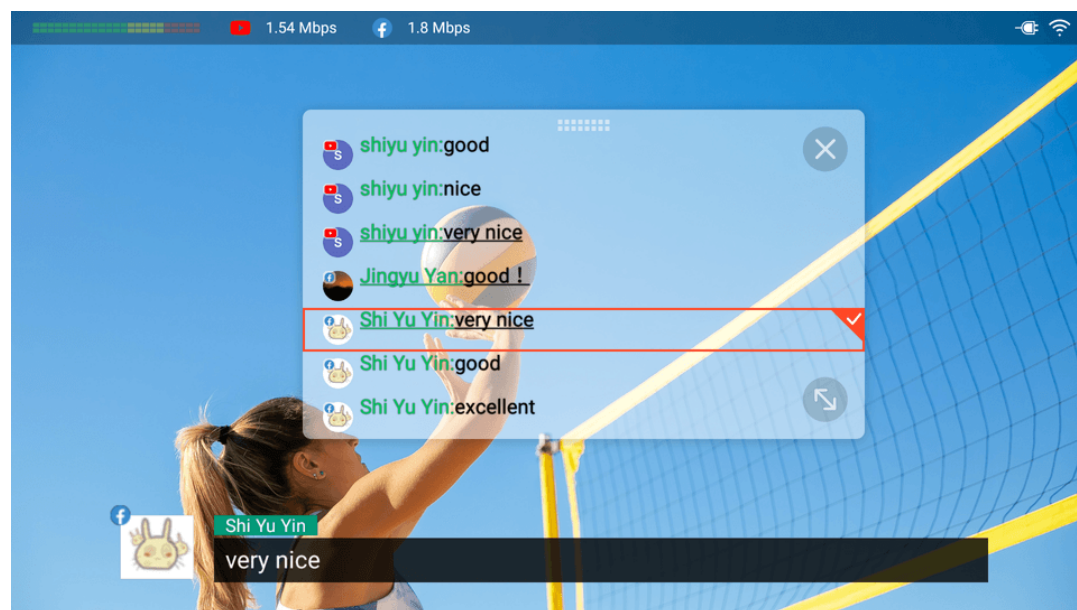 1.54 Mbps 1.8 Mbps
S shiyu yin:good
S shiyu yin:nice
S shiyu yin:very nice
Jingyu Yan:good！
Shi Yu Yin:very nice
Shi Yu Yin:good
Shi Yu Yin:excellent
Shi Yu Yin
very nice